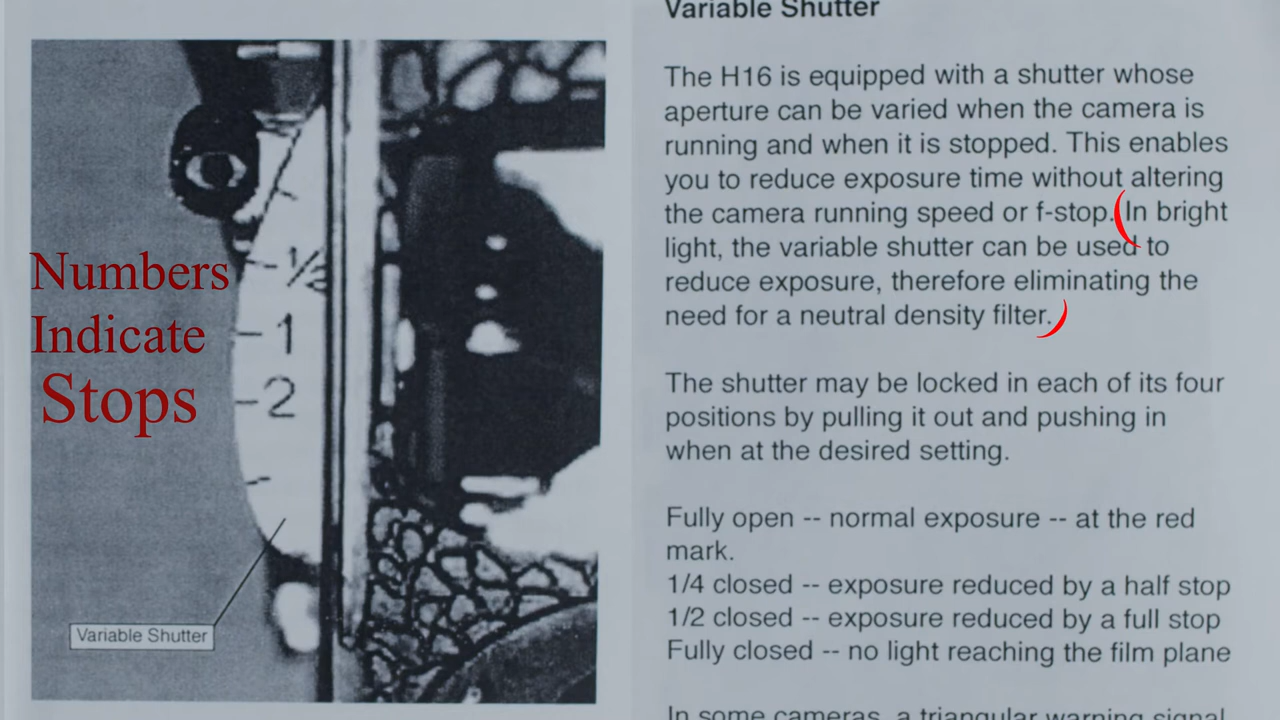 Variable Shutter
The H16 is equipped with a shutter whose
aperture can be varied when the camera is
running and when it is stopped. This enables
you to reduce exposure time without altering
the camera running speed or f-stop. (In bright
light, the variable shutter can be used to
reduce exposure, therefore eliminating the
need for a neutral density filter.)
The shutter may be locked in each of its four
positions by pulling it out and pushing in
when at the desired setting.
Fully open -- normal exposure -- at the red
mark.
1/4 closed -- exposure reduced by a half stop
1/2 closed -- exposure reduced by a full stop
Fully closed -- no light reaching the film plane
In some cameras, a triangular warning signal
Numbers
Indicate
Stops
1/2
1
2
Variable Shutter